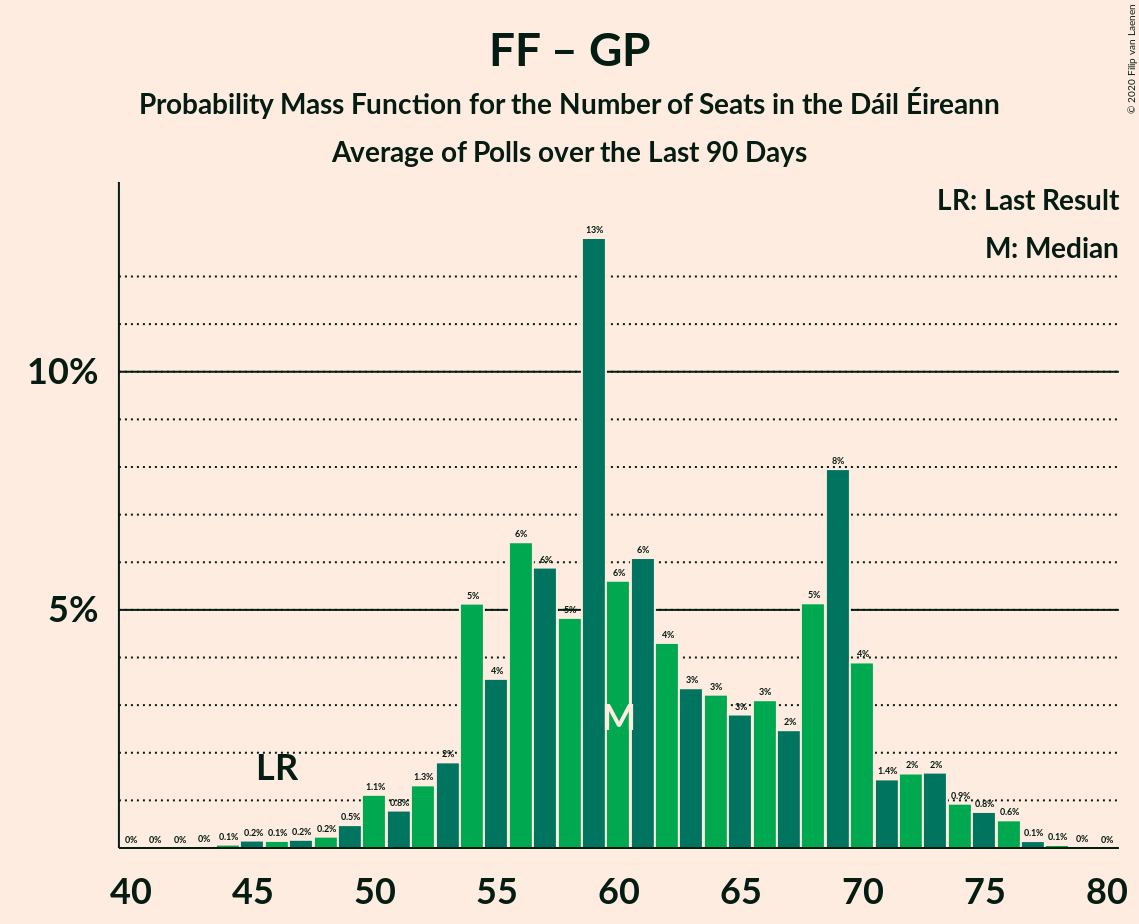 FF – GP
Probability Mass Function for the Number of Seats in the Dáil Éireann
Average of Polls over the Last 90 Days
© 2020 Filip van Laenen
LR: Last Result
M: Median
10%
5%
0% 0% 0% 0% 0.1% 0.2% 0.1% 0.2% 0.2% 0.5% 1.1% 0.8% 1.3% 2% 5% 4% 6% 6% 5% 13% 6% 6% 4% 3% 3% 3% 3% 2% 5% 8% 4% 1.4% 2% 2% 0.9% 0.8% 0.6% 0.1% 0.1% 0% 0%
LR
M
40 45 50 55 60 65 70 75 80